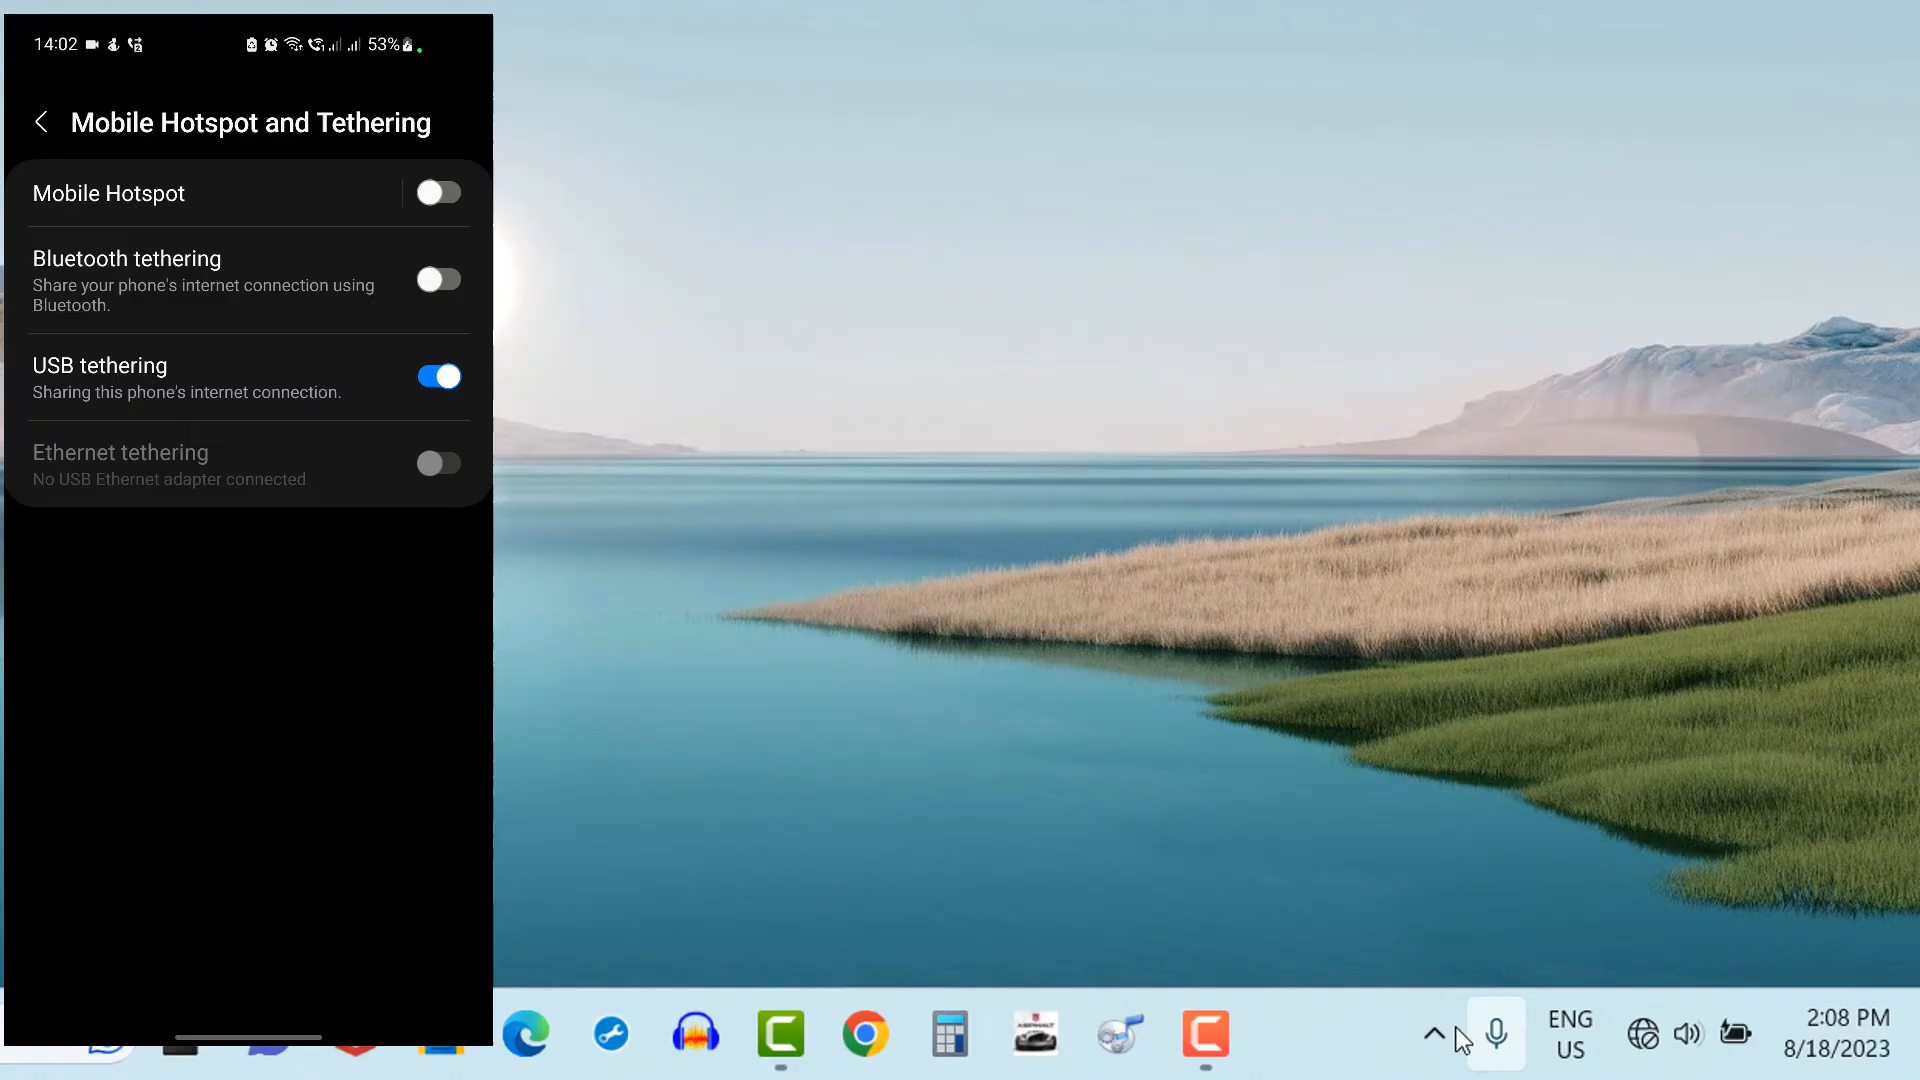 14:02
53%
Mobile Hotspot and Tethering
Mobile Hotspot
Bluetooth tethering
Share your phone's internet connection using
Bluetooth.
USB tethering
Sharing this phone's internet connection.
Ethernet tethering
No USB Ethernet adapter connected
ASPHALT
ENG
US
2:08 PM
8/18/2023